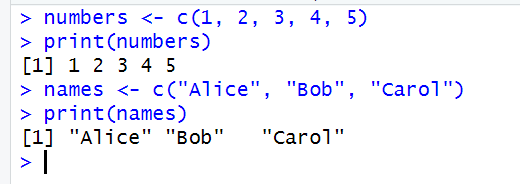 > numbers <- c(1, 2, 3, 4, 5)
> print(numbers)
[1] 1 2 3 4 5
> names <- c("Alice", "Bob", "Carol")
> print(names)
[1] "Alice" "Bob"   "Carol"
>